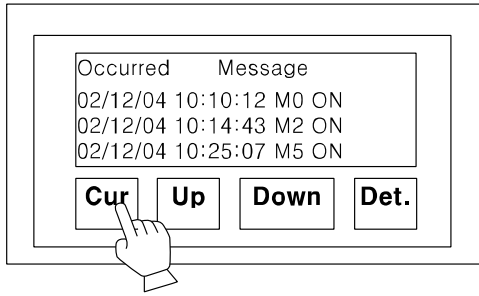 Occurred Message
02/12/04 10:10:12 M0 ON
02/12/04 10:14:43 M2 ON
02/12/04 10:25:07 M5 ON
Cur Up Down Det.